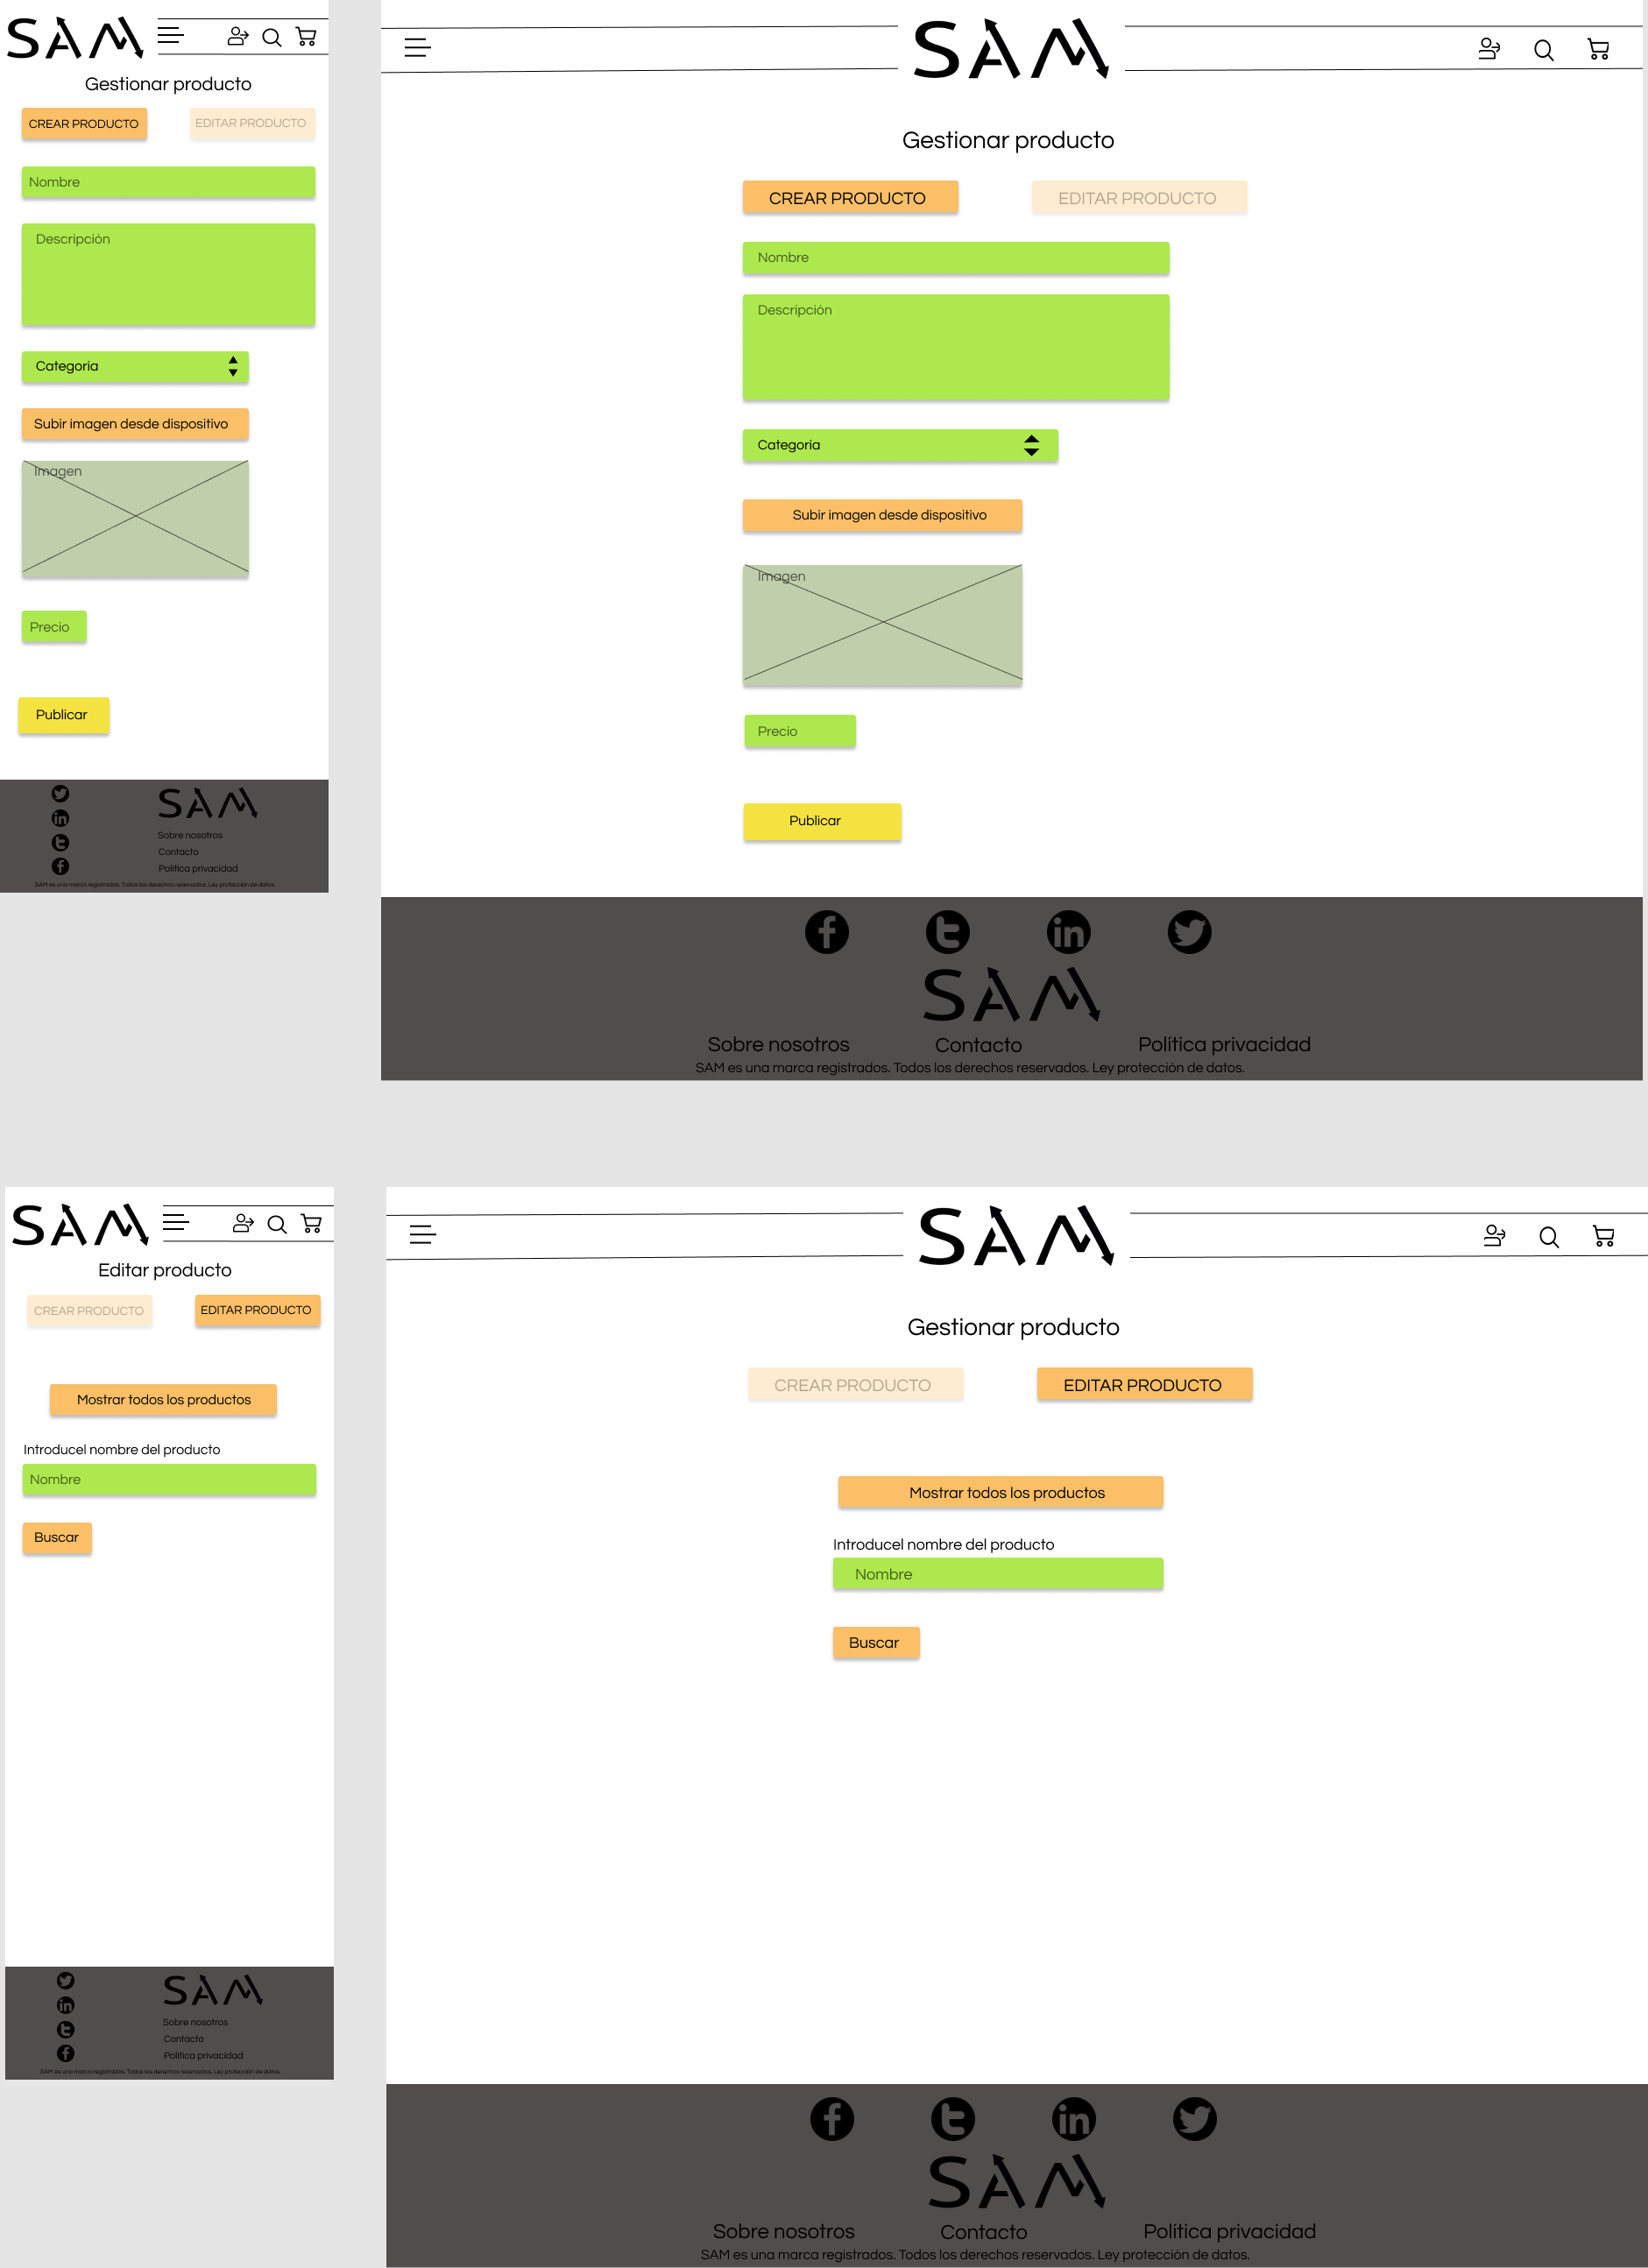 SAM
Gestionar producto
CREAR PRODUCTO
EDITAR PRODUCTO
Nombre
Descripción
Categoría
Subir imagen desde dispositivo
Imagen
Precio
Publicar
SAM
Sobre nosotros
Contacto
Política privacidad
SAM es una marca registrados. Todos los derechos reservados. Ley protección de datos.
SAM
Gestionar producto
CREAR PRODUCTO
EDITAR PRODUCTO
Nombre
Descripción
Categoría
Subir imagen desde dispositivo
Imagen
Precio
Publicar
SAM
Sobre nosotros
Contacto
Política privacidad
SAM es una marca registrados. Todos los derechos reservados. Ley protección de datos.
SAM
Editar producto
CREAR PRODUCTO
EDITAR PRODUCTO
Mostrar todos los productos
Introducel nombre del producto
Nombre
Buscar
SAM
Sobre nosotros
Contacto
Política privacidad
SAM es una marca registrados. Todos los derechos reservados. Ley protección de datos.
SAM
Gestionar producto
CREAR PRODUCTO
EDITAR PRODUCTO
Mostrar todos los productos
Introducel nombre del producto
Nombre
Buscar
SAM
Sobre nosotros
Contacto
Política privacidad
SAM es una marca registrados. Todos los derechos reservados. Ley protección de datos.